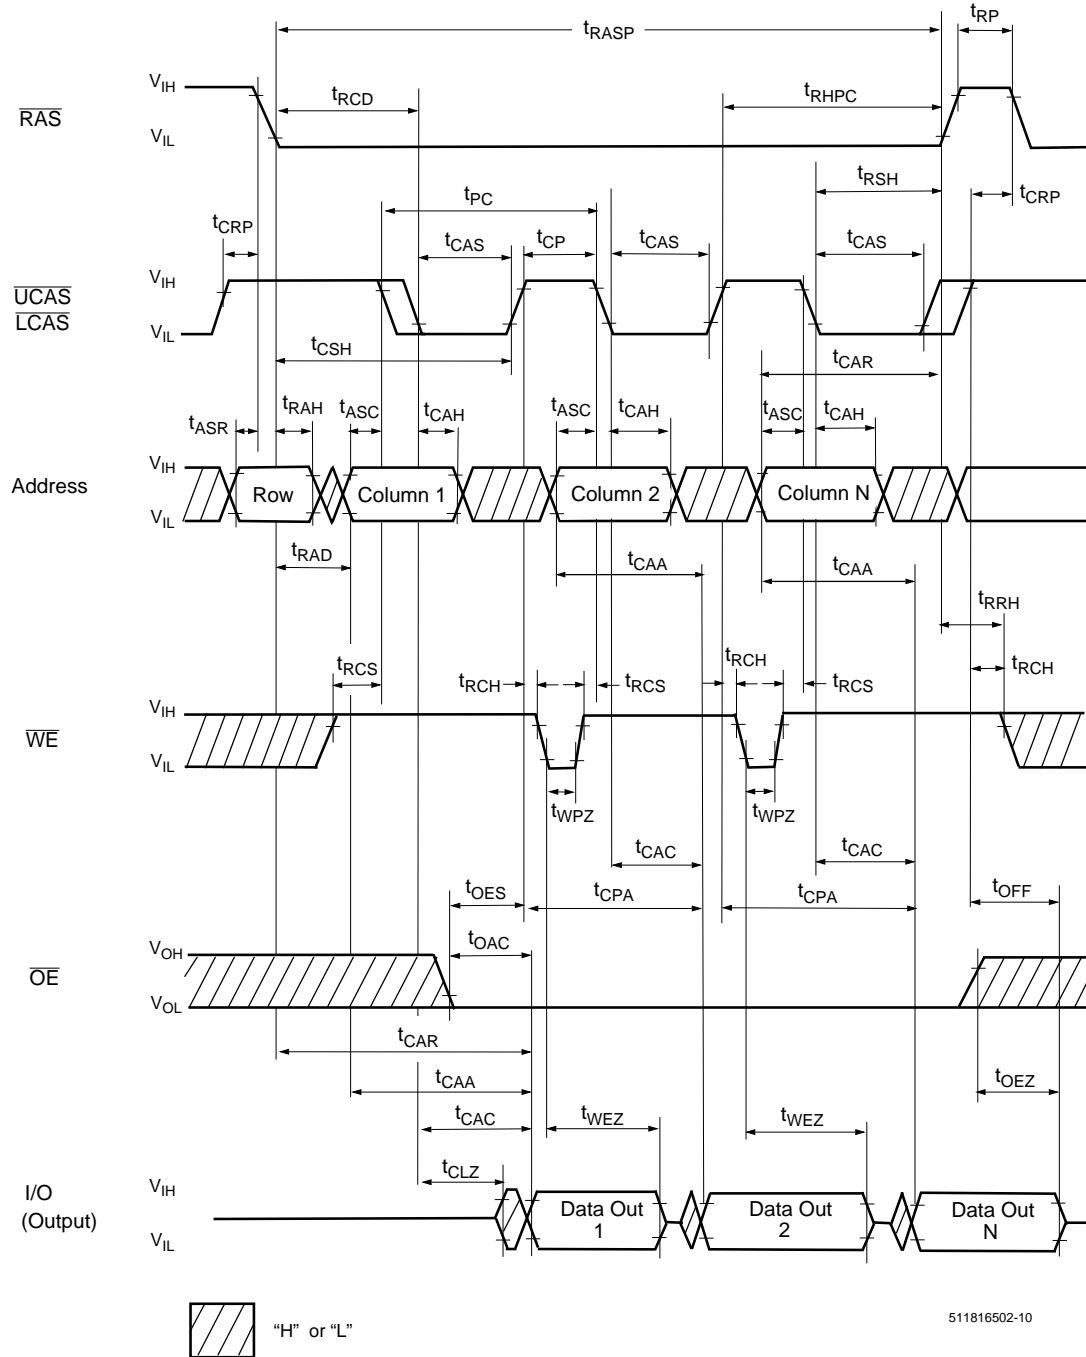 tRASP
tRP
VIH
RAS
VIL
tRCD
tRHPC
tRSH
tCRP
tPC
tCRP
tCAS
tCP
tCAS
tCAS
VIH
UCAS
LCAS
VIL
tCSH
tCAR
tASR
tRAH
tASC
tCAH
tASC
tCAH
tASC
tCAH
VIH
Address
VIL
Row
Column 1
Column 2
Column N
tRAD
tCAA
tCAA
tRRH
tRCS
tRCH
tRCS
tRCH
tRCS
tRCH
VIH
WE
VIL
tWPZ
tWPZ
tCAC
tCAC
tOES
tCPA
tCPA
tOFF
tOAC
VOH
OE
VOL
tCAR
tCAA
tOEZ
tCAC
tWEZ
tWEZ
tCLZ
VIH
I/O
(Output)
VIL
Data Out
1
Data Out
2
Data Out
N
“H” or “L”
511816502-10